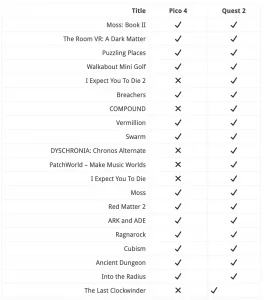 Title Pico 4 Quest 2
Moss: Book II ✓ ✓
The Room VR: A Dark Matter ✓ ✓
Puzzling Places ✓ ✓
Walkabout Mini Golf ✓ ✓
I Expect You To Die 2 ✕ ✓
Breachers ✓ ✓
COMPOUND ✕ ✓
Vermillion ✓ ✓
Swarm ✓ ✓
DYSCHRONIA: Chronos Alternate ✕ ✓
PatchWorld – Make Music Worlds ✕ ✓
I Expect You To Die ✕ ✓
Moss ✓ ✓
Red Matter 2 ✓ ✓
ARK and ADE ✓ ✓
Ragnarock ✓ ✓
Cubism ✓ ✓
Ancient Dungeon ✓ ✓
Into the Radius ✓ ✓
The Last Clockwinder ✕ ✓